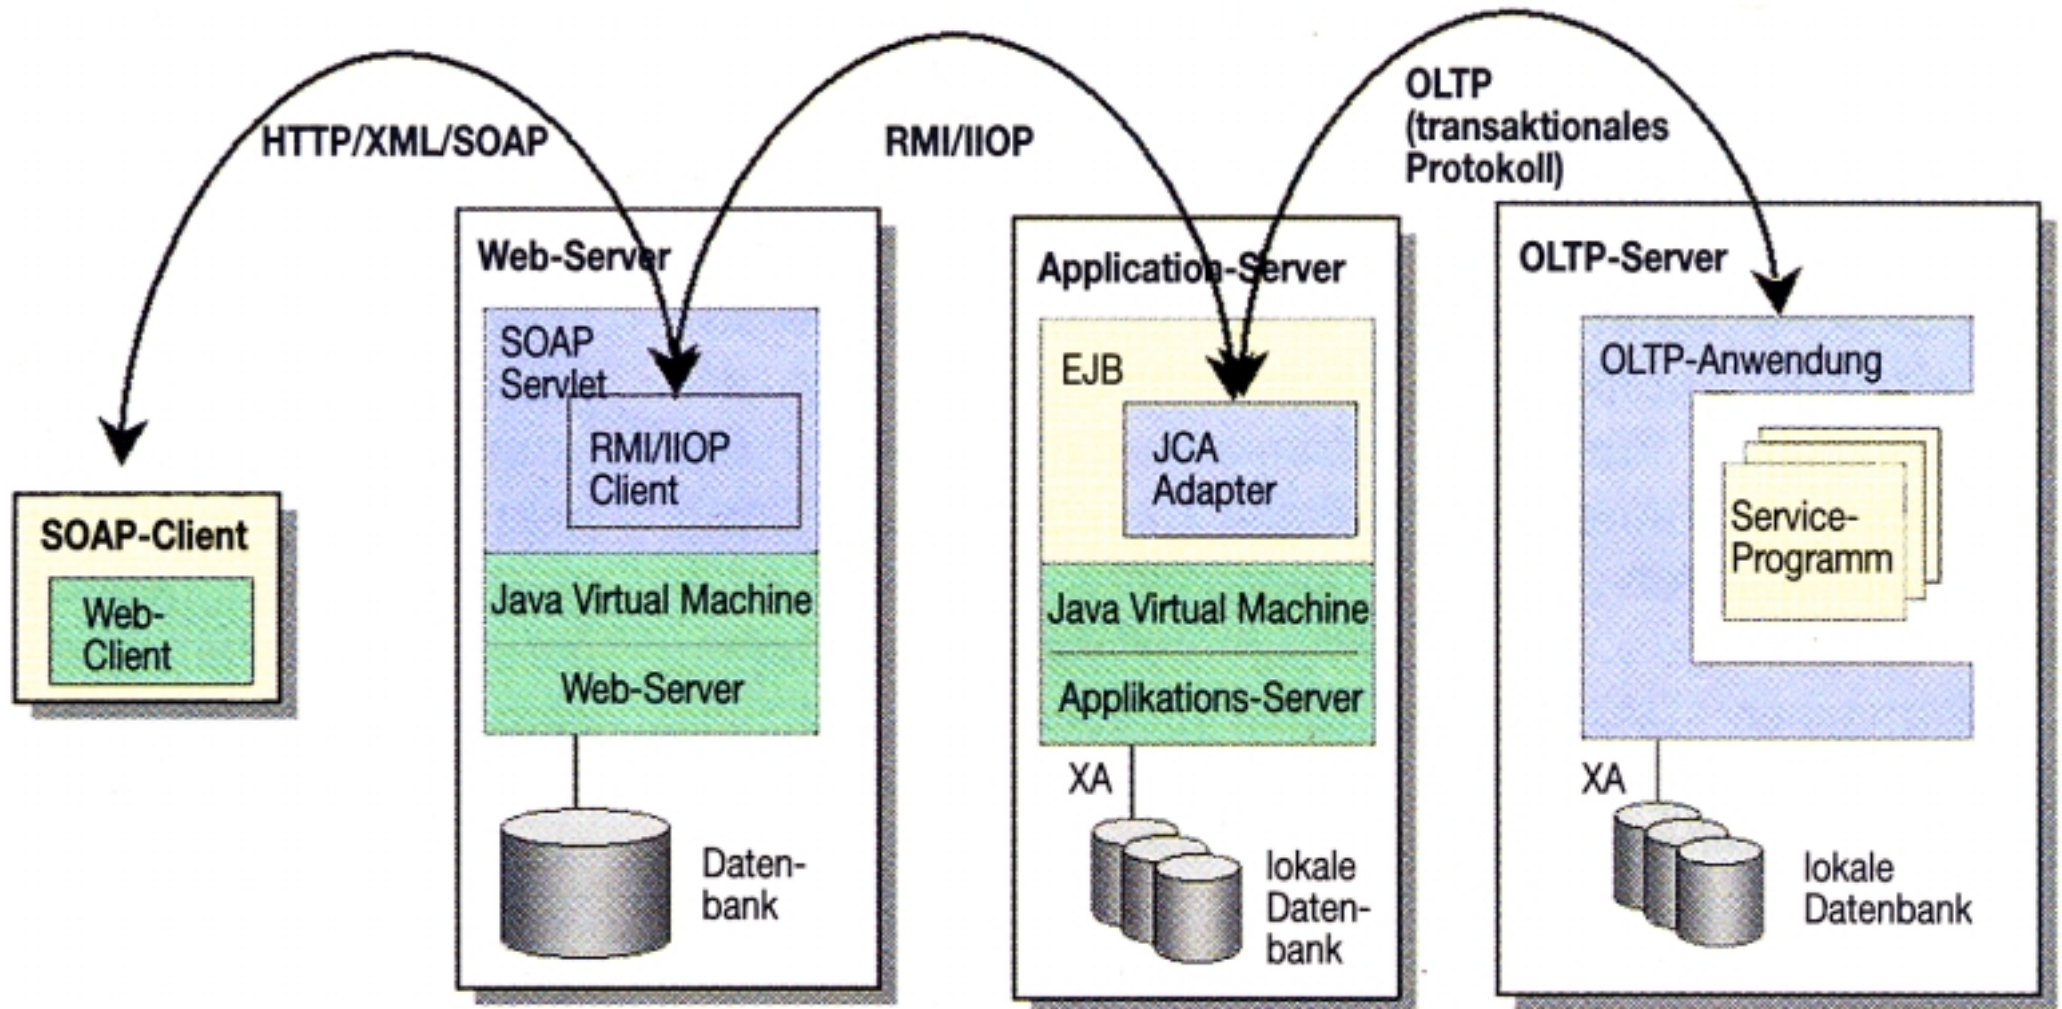 HTTP/XML/SOAP
RMI/IIOP
OLTP
(transaktionales
Protokoll)
SOAP-Client
Web-
Client
Web-Server
SOAP
Servlet
RMI/IIOP
Client
Java Virtual Machine
Web-Server
Daten-
bank
Application-Server
EJB
JCA
Adapter
Java Virtual Machine
Applikations-Server
XA
lokale
Daten-
bank
OLTP-Server
OLTP-Anwendung
Service-
Programm
XA
lokale
Datenbank